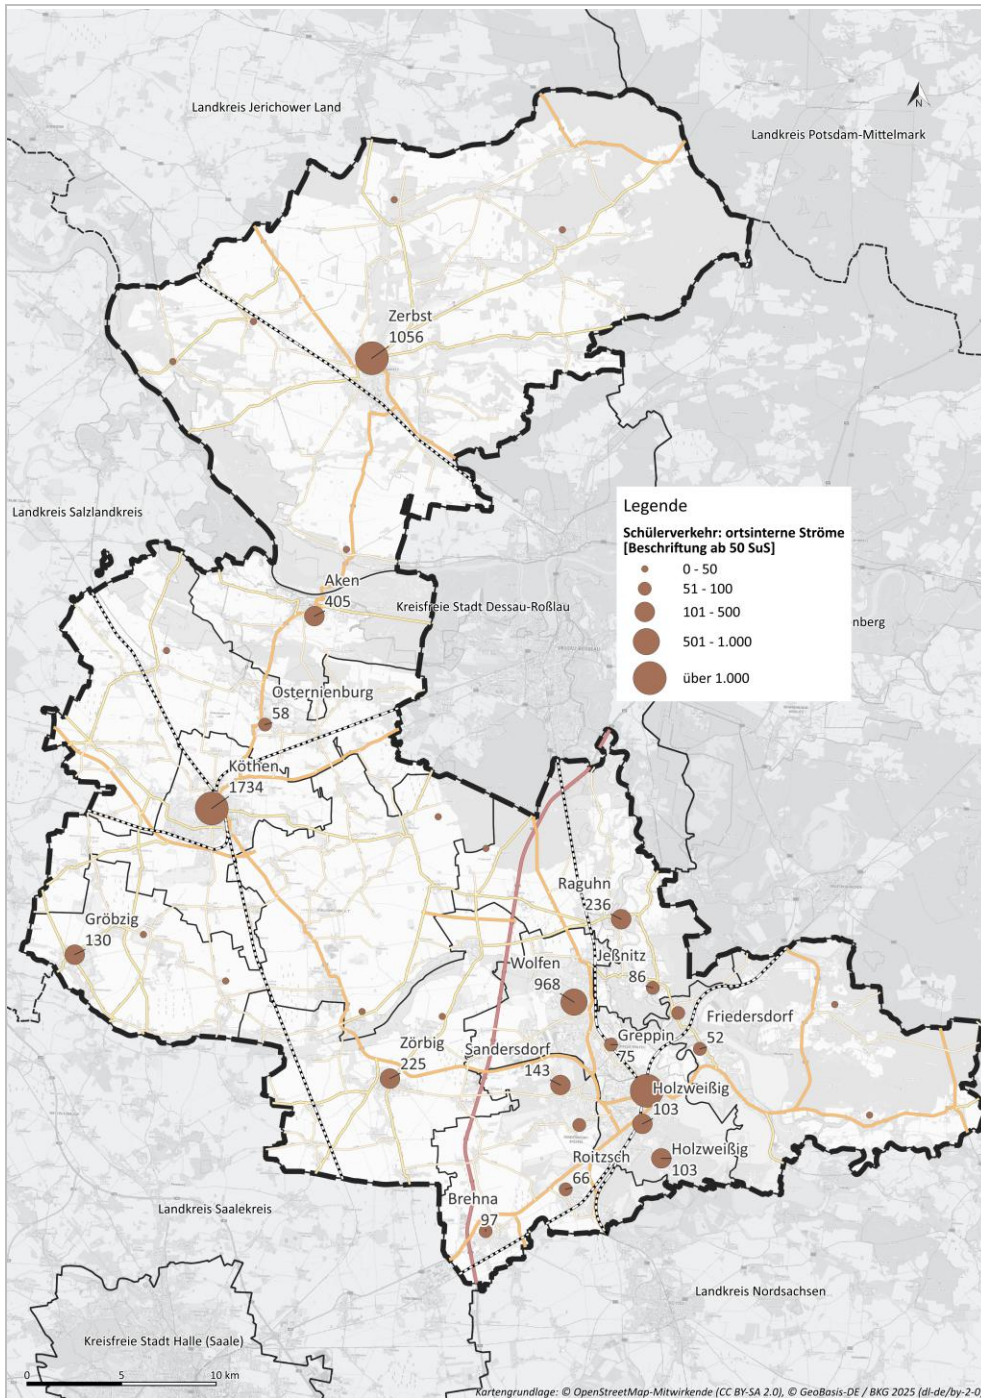 Landkreis Jerichower Land
N
Landkreis Potsdam-Mittelmark
Zerbst
1056
Landkreis Salzlandkreis
Legende
Schülerverkehr: ortsinterne Ströme
[Beschriftung ab 50 SuS]
0 - 50
51 - 100
101 - 500
501 - 1.000
über 1.000
Aken
405
Kreisfreie Stadt Dessau-Roßlau
enberg
Osternienburg
58
Köthen
1734
Raguhn
236
Gröbzig
130
Jeßnitz
86
Wolfen
968
Friedersdorf
52
Greppin
75
Zörbig
225
Sandersdorf
143
Holzweißig
103
Holzweißig
103
Roitzsch
66
Brehna
97
Landkreis Saalekreis
Landkreis Nordsachsen
Kreisfreie Stadt Halle (Saale)
0 5 10 km
Kartengrundlage: © OpenStreetMap-Mitwirkende (CC BY-SA 2.0), © GeoBasis-DE / BKG 2025 (dl-de/by-2-0